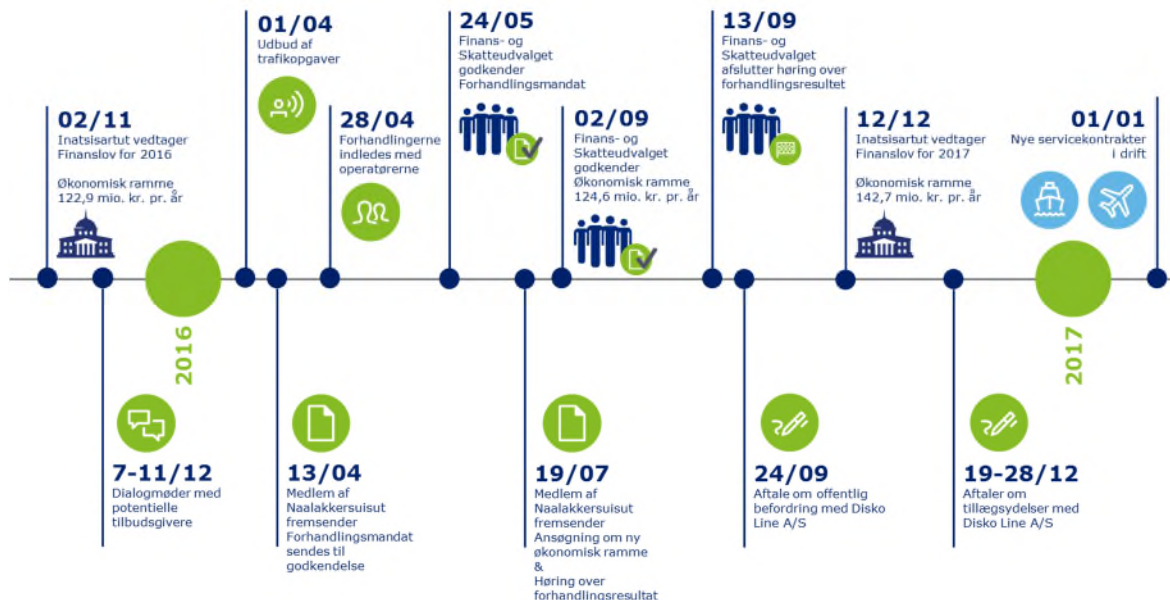 02/11
Inatsisartut vedtager
Finanslov for 2016
Økonomisk ramme
122,9 mio. kr. pr. år
7-11/12
Dialogmøder med
potentielle
tilbudsgivere
2016
01/04
Udbud af
trafikopgaver
13/04
Medlem af
Naalakkersuisut
fremsender
Forhandlingsmandat
sendes til
godkendelse
28/04
Forhandlingerne
indledes med
operatørerne
24/05
Finans- og
Skatteudvalget
godkender
Forhandlingsmandat
19/07
Medlem af
Naalakkersuisut
fremsender
Ansøgning om ny
økonomisk ramme
&
Høring over
forhandlingsresultat
02/09
Finans- og
Skatteudvalget
godkender
Økonomisk ramme
124,6 mio. kr. pr. år
13/09
Finans- og
Skatteudvalget
afslutter høring over
forhandlingsresultet
24/09
Aftale om offentlig
befordring med Disko
Line A/S
12/12
Inatsisartut vedtager
Finanslov for 2017
Økonomisk ramme
142,7 mio. kr. pr. år
19-28/12
Aftaler om
tillægsydelser med
Disko Line A/S
2017
01/01
Nye servicekontrakter
i drift